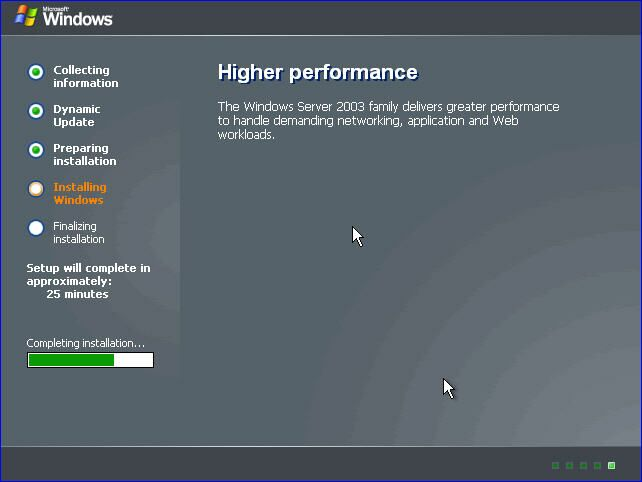 Microsoft®
Windows
Collecting
information
Dynamic
Update
Preparing
installation
Installing
Windows
Finalizing
installation
Setup will complete in
approximately:
25 minutes
Completing installation...
Higher performance
The Windows Server 2003 family delivers greater performance
to handle demanding networking, application and Web
workloads.